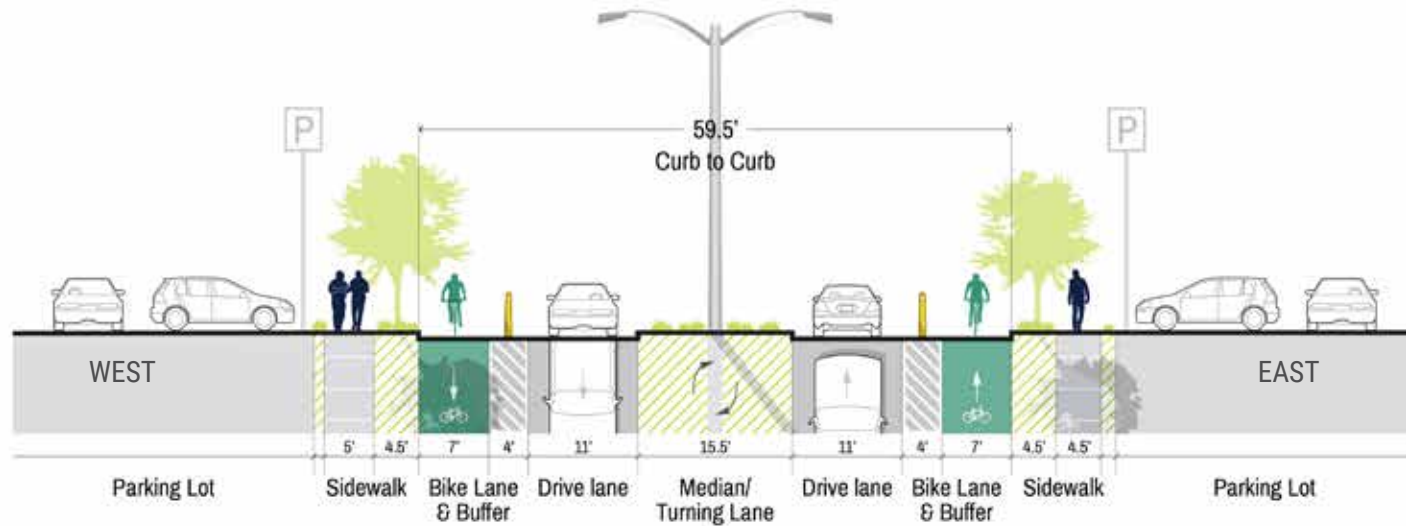 P
P
59.5'
Curb to Curb
WEST
EAST
5'
4.5'
7'
4'
11'
15.5'
11'
4'
7'
4.5'
4.5'
Parking Lot
Sidewalk
Bike Lane
& Buffer
Drive lane
Median/
Turning Lane
Drive lane
Bike Lane
& Buffer
Sidewalk
Parking Lot